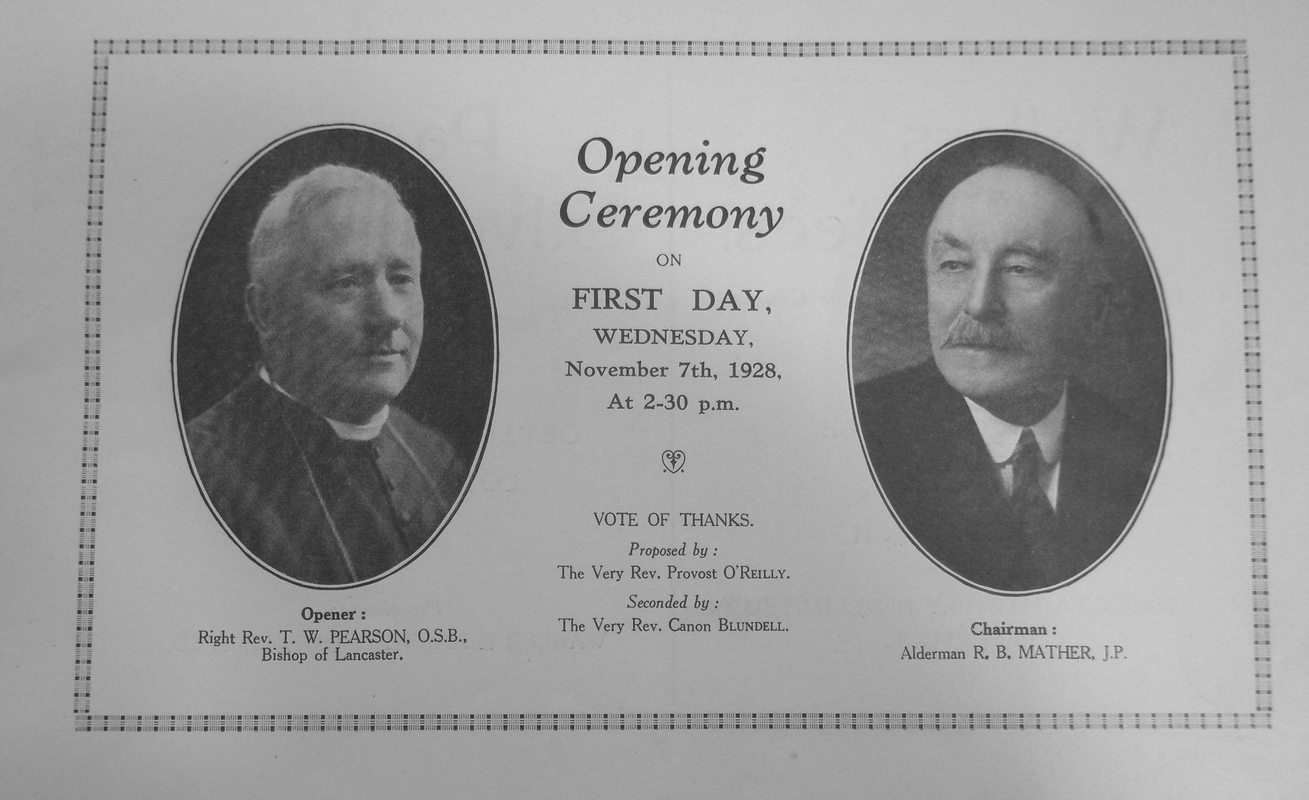 Opening
Ceremony
ON
FIRST DAY,
WEDNESDAY,
November 7th, 1928,
At 2-30 p.m.
VOTE OF THANKS.
Proposed by :
The Very Rev. Provost O'REILLY.
Seconded by :
The Very Rev. Canon BLUNDELL.
Opener :
Right Rev. T. W. PEARSON, O.S.B.,
Bishop of Lancaster.
Chairman :
Alderman R. B. MATHER, J.P.